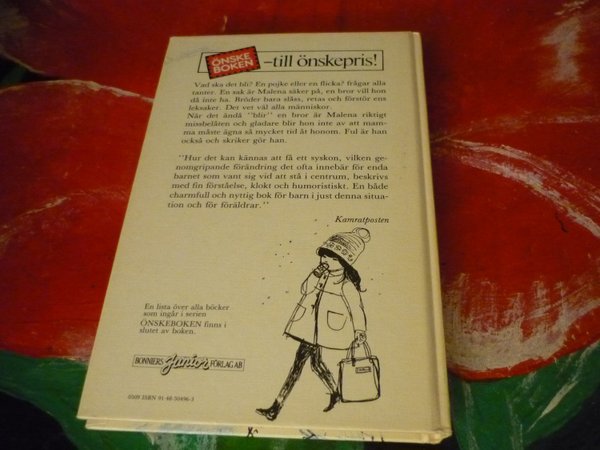 ÖNSKE
BOKEN
–till önskepris!
Vad ska det bli? En pojke eller en flicka? frågar alla
tanter. En sak är Malena säker på, en bror vill hon
då inte ha. Bröder bara slåss, retas och förstör ens
leksaker. Det vet väl alla människor.
När det ändå "blir" en bror är Malena riktigt
missbelåten och gladare blir hon inte av att mam-
ma måste ägna så mycket tid åt honom. Ful är han
också och skriker gör han.
"Hur det kan kännas att få ett syskon, vilken ge-
nomgripande förändring det ofta innebär för enda
barnet som vant sig vid att stå i centrum, beskrivs
med fin förståelse, klokt och humoristiskt. En både
charmfull och nyttig bok för barn i just denna situa-
tion och för föräldrar."
Kamratposten
En lista över alla böcker
som ingår i serien
ÖNSKEBOKEN finns i
slutet av boken.
BONNIERS Junior FÖRLAG AB
ISBN 91-48-50496-3